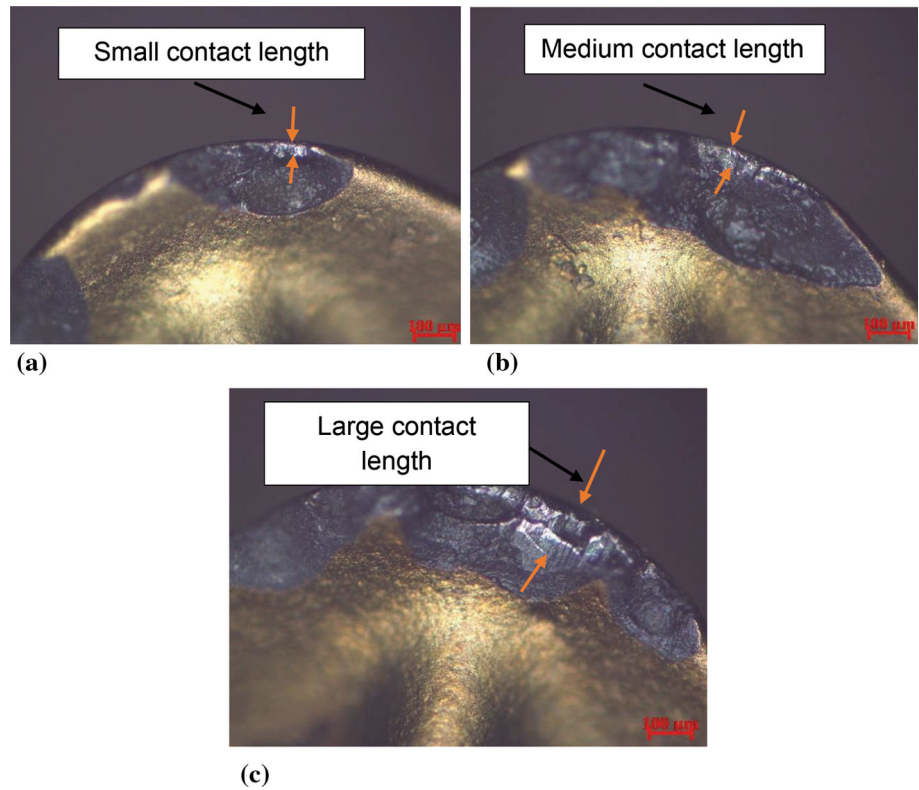 Small contact length
Medium contact length
100 µm
100 µm
(a)
(b)
Large contact
length
100 µm
(c)